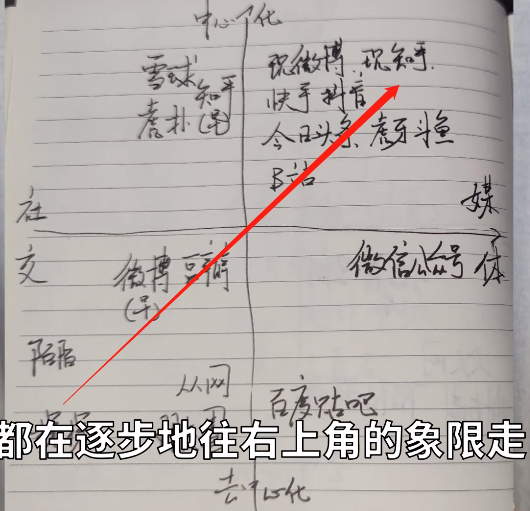 中心化
雪球 知乎
虎扑 (早)
现微博、现知乎
快手 抖音
今日头条 虎牙斗鱼
B站
社交
媒体
微博 豆瓣
(早)
微信公众号
陌陌
人人网
百度贴吧
都在逐步地往右上角的象限走
去中心化